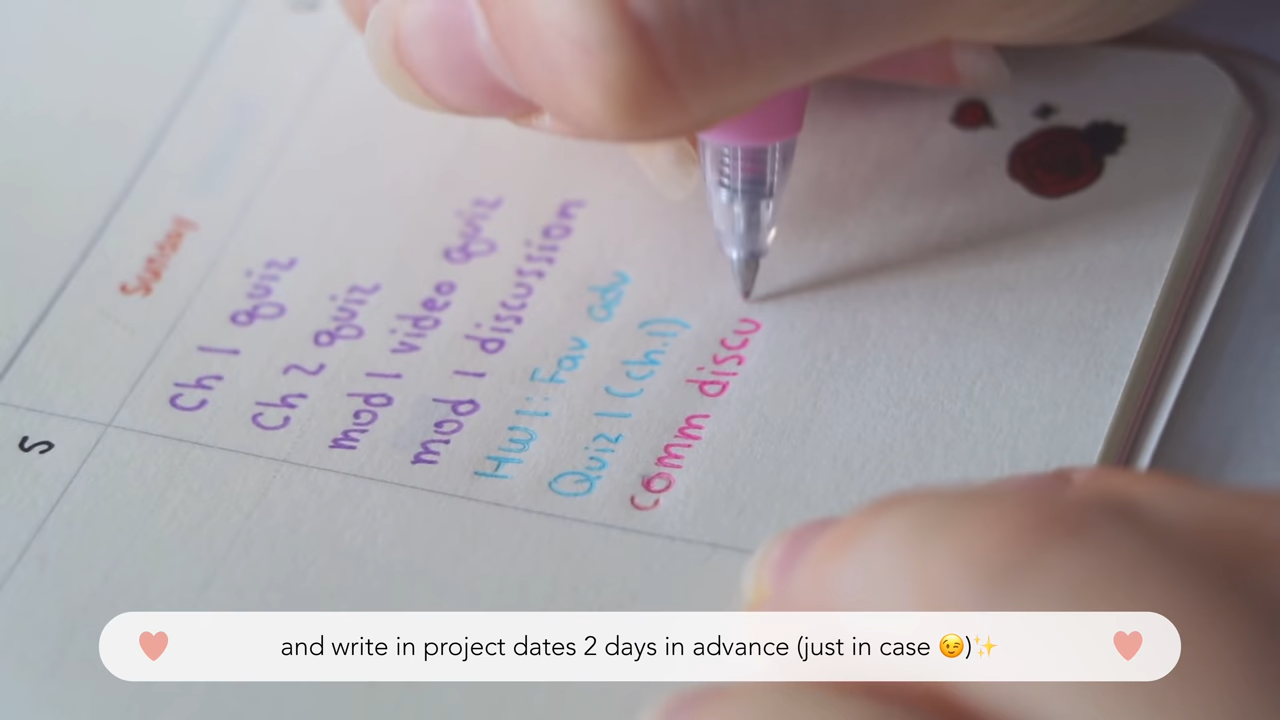 Sunday
S
Ch 1 quiz
Ch 2 quiz
mod 1 video quiz
mod 1 discussion
HW 1: Fav adv
Quiz 1 (ch.1)
comm discu
and write in project dates 2 days in advance (just in case 😉)✨